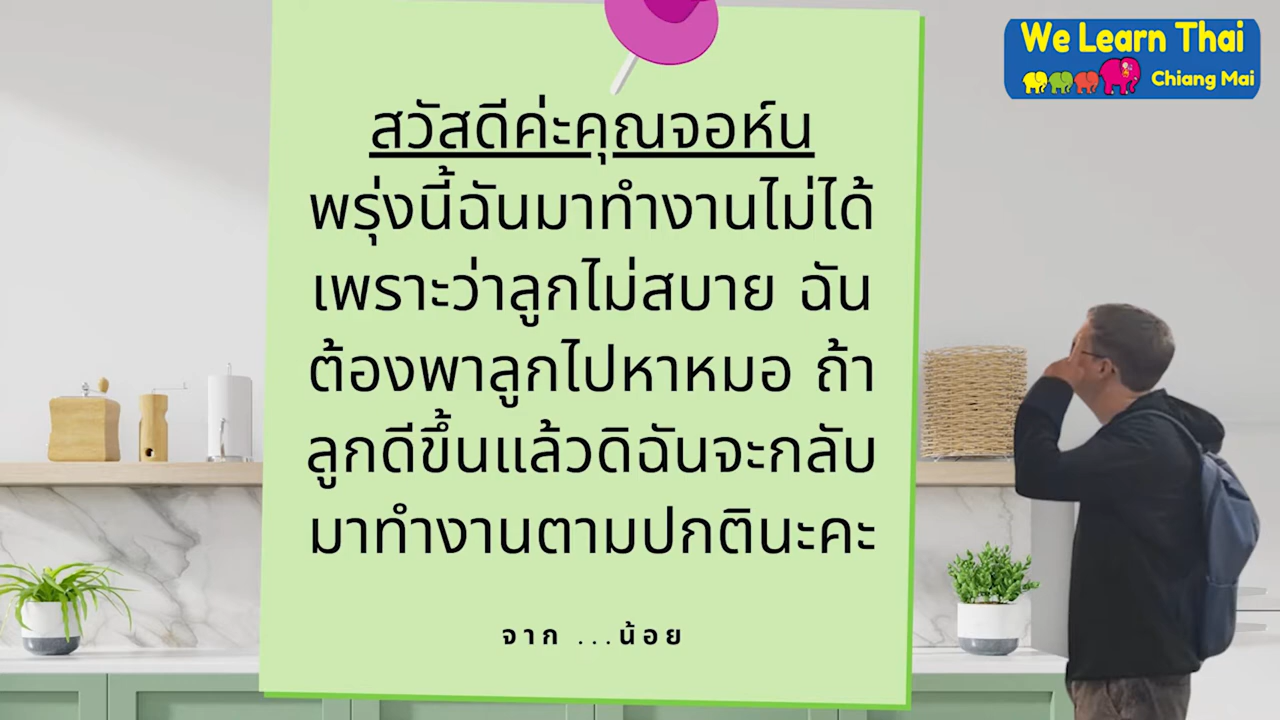 We Learn Thai
Chiang Mai
สวัสดีค่ะคุณจอห์น
พรุ่งนี้ฉันมาทำงานไม่ได้
เพราะว่าลูกไม่สบาย ฉัน
ต้องพาลูกไปหาหมอ ถ้า
ลูกดีขึ้นแล้วดิฉันจะกลับ
มาทำงานตามปกตินะคะ
จาก ...น้อย